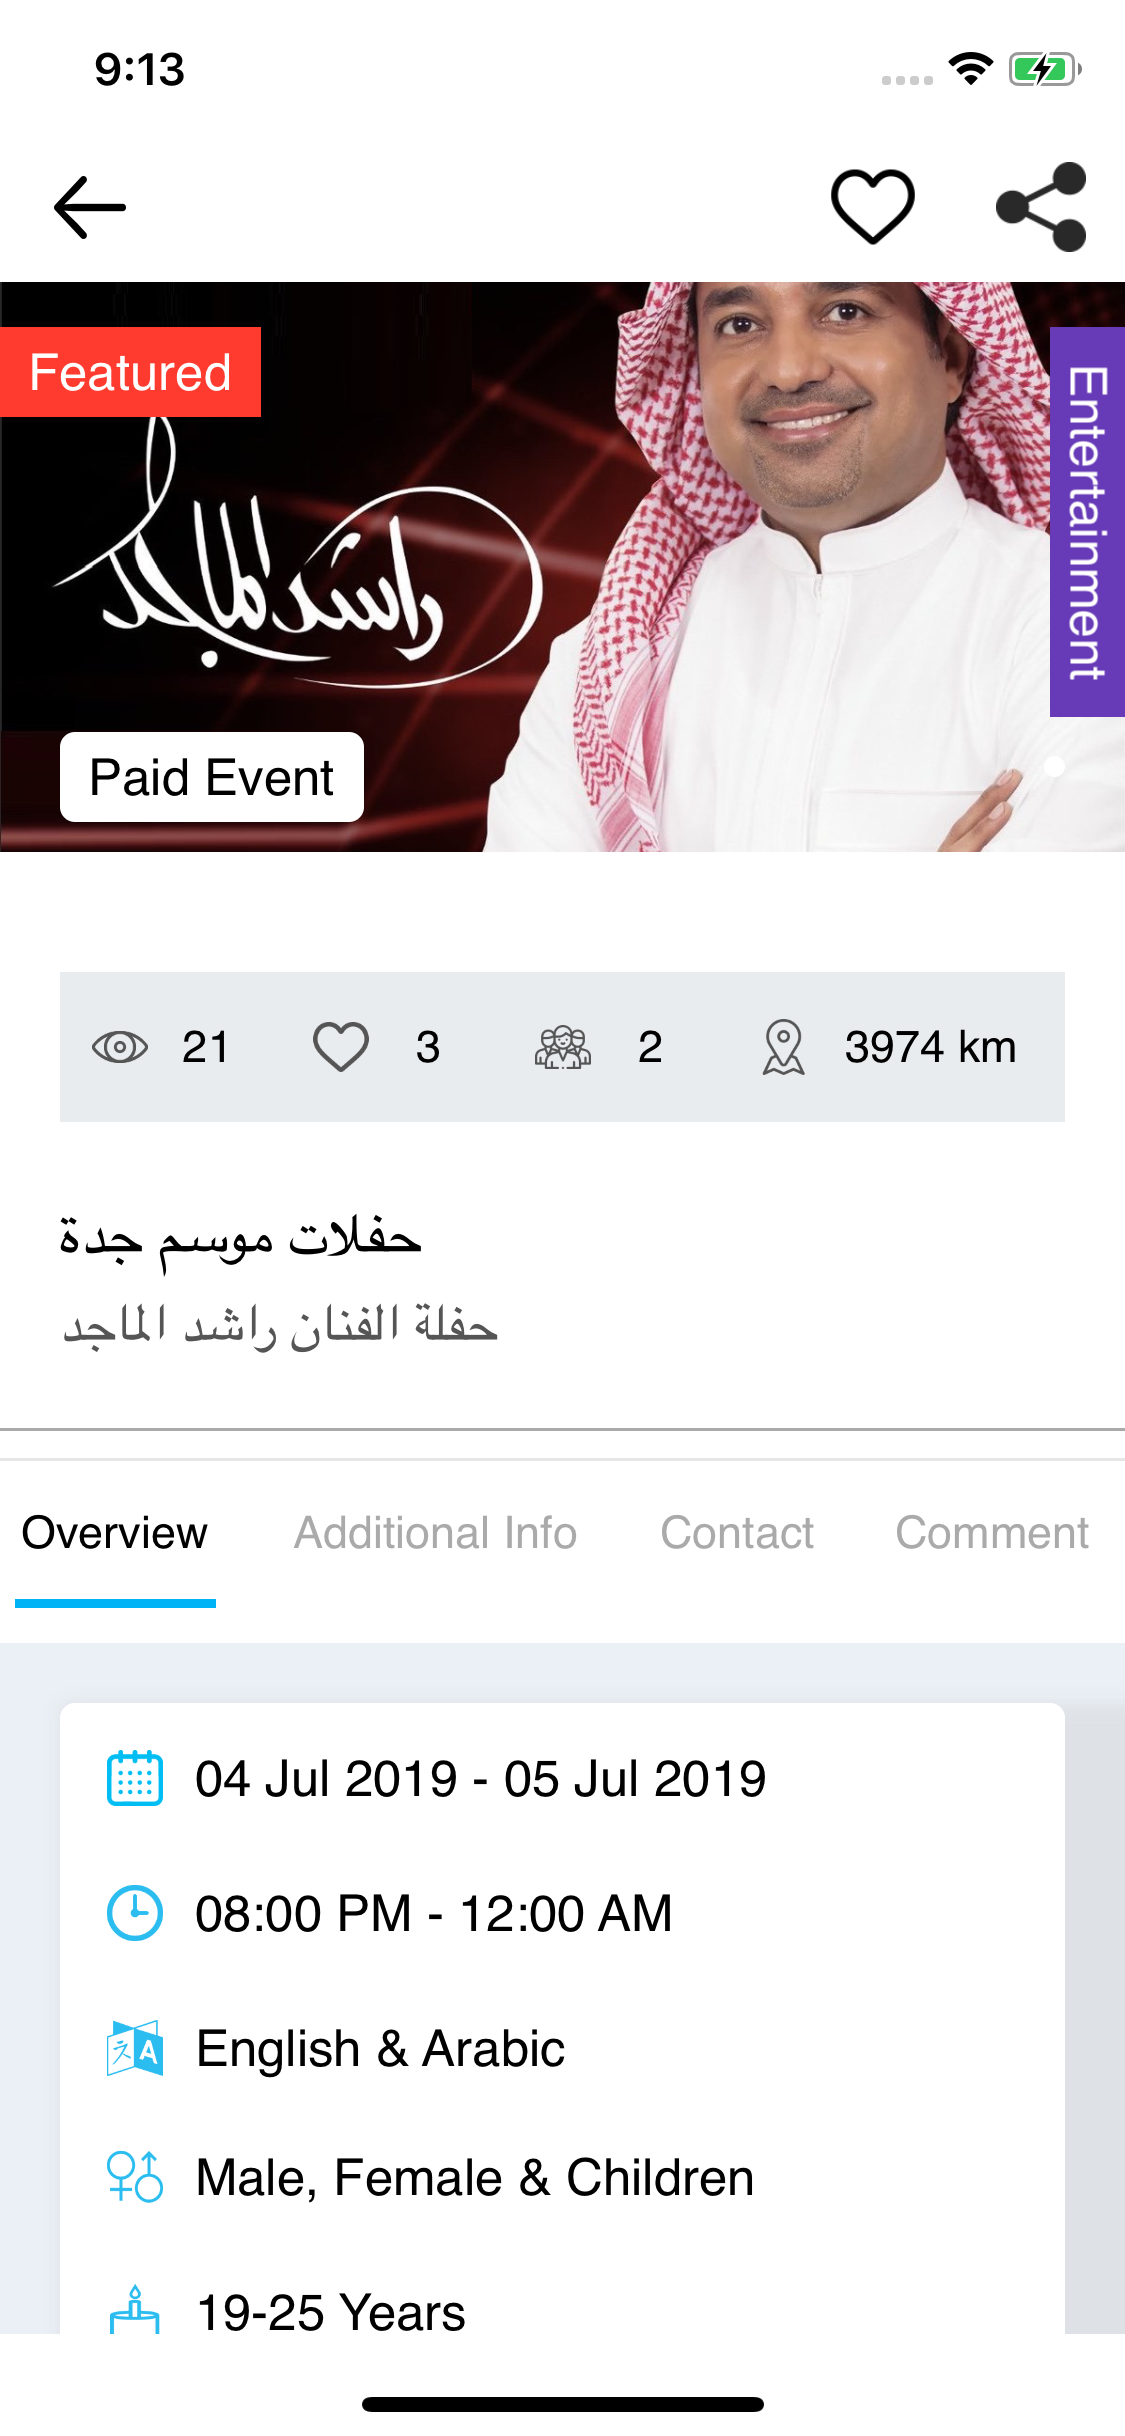 9:13
Featured
Entertainment
راشد الماجد
Paid Event
21 3 2 3974 km
حفلات موسم جدة
حفلة الفنان راشد الماجد
Overview Additional Info Contact Comment
04 Jul 2019 - 05 Jul 2019
08:00 PM - 12:00 AM
English & Arabic
Male, Female & Children
19-25 Years